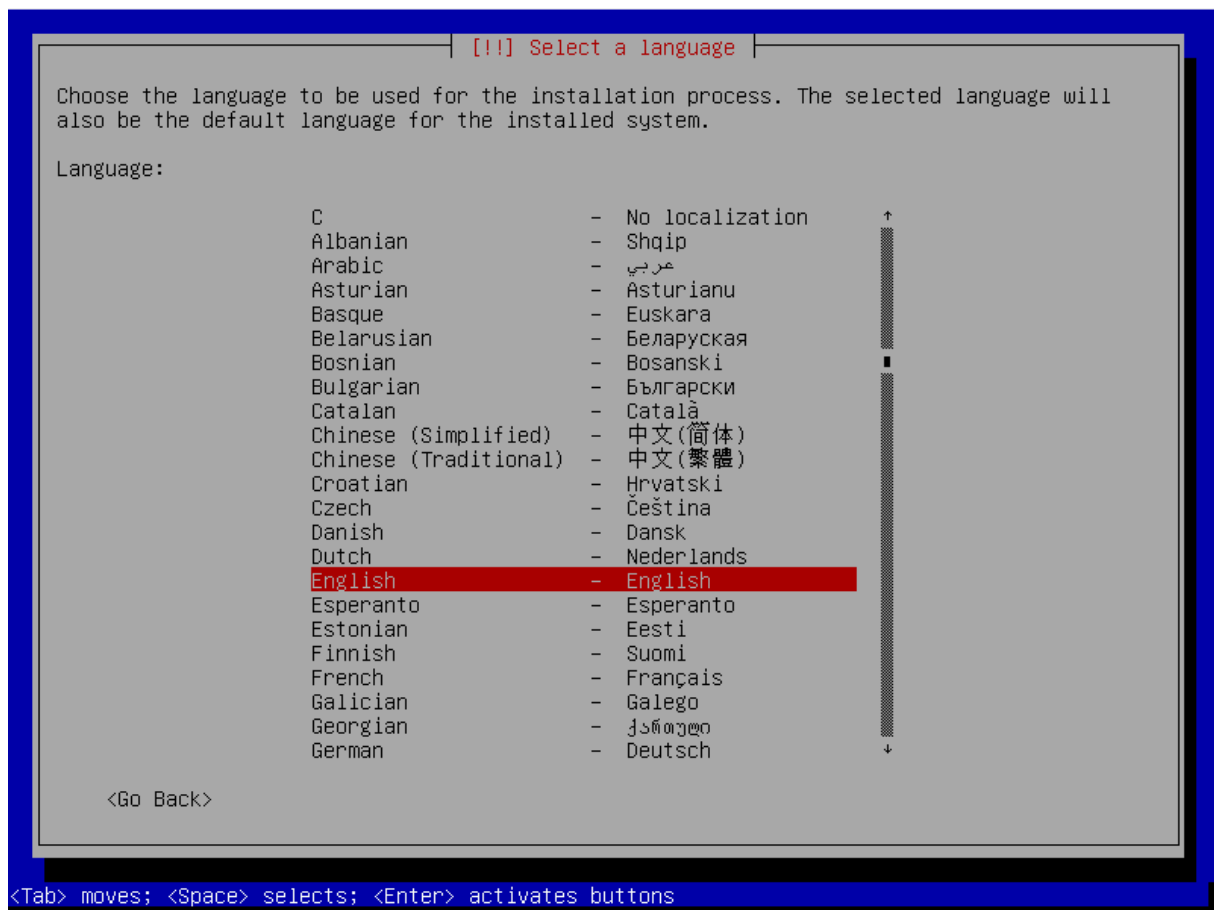 [!!] Select a language
Choose the language to be used for the installation process. The selected language will
also be the default language for the installed system.
Language:
C - No localization ↑
Albanian - Shqip
Arabic - عربي
Asturian - Asturianu
Basque - Euskara
Belarusian - Беларуская
Bosnian - Bosanski
Bulgarian - Български
Catalan - Català
Chinese (Simplified) - 中文(简体)
Chinese (Traditional) - 中文(繁體)
Croatian - Hrvatski
Czech - Čeština
Danish - Dansk
Dutch - Nederlands
English - English
Esperanto - Esperanto
Estonian - Eesti
Finnish - Suomi
French - Français
Galician - Galego
Georgian - ქართული
German - Deutsch ↓
<Go Back>
<Tab> moves; <Space> selects; <Enter> activates buttons